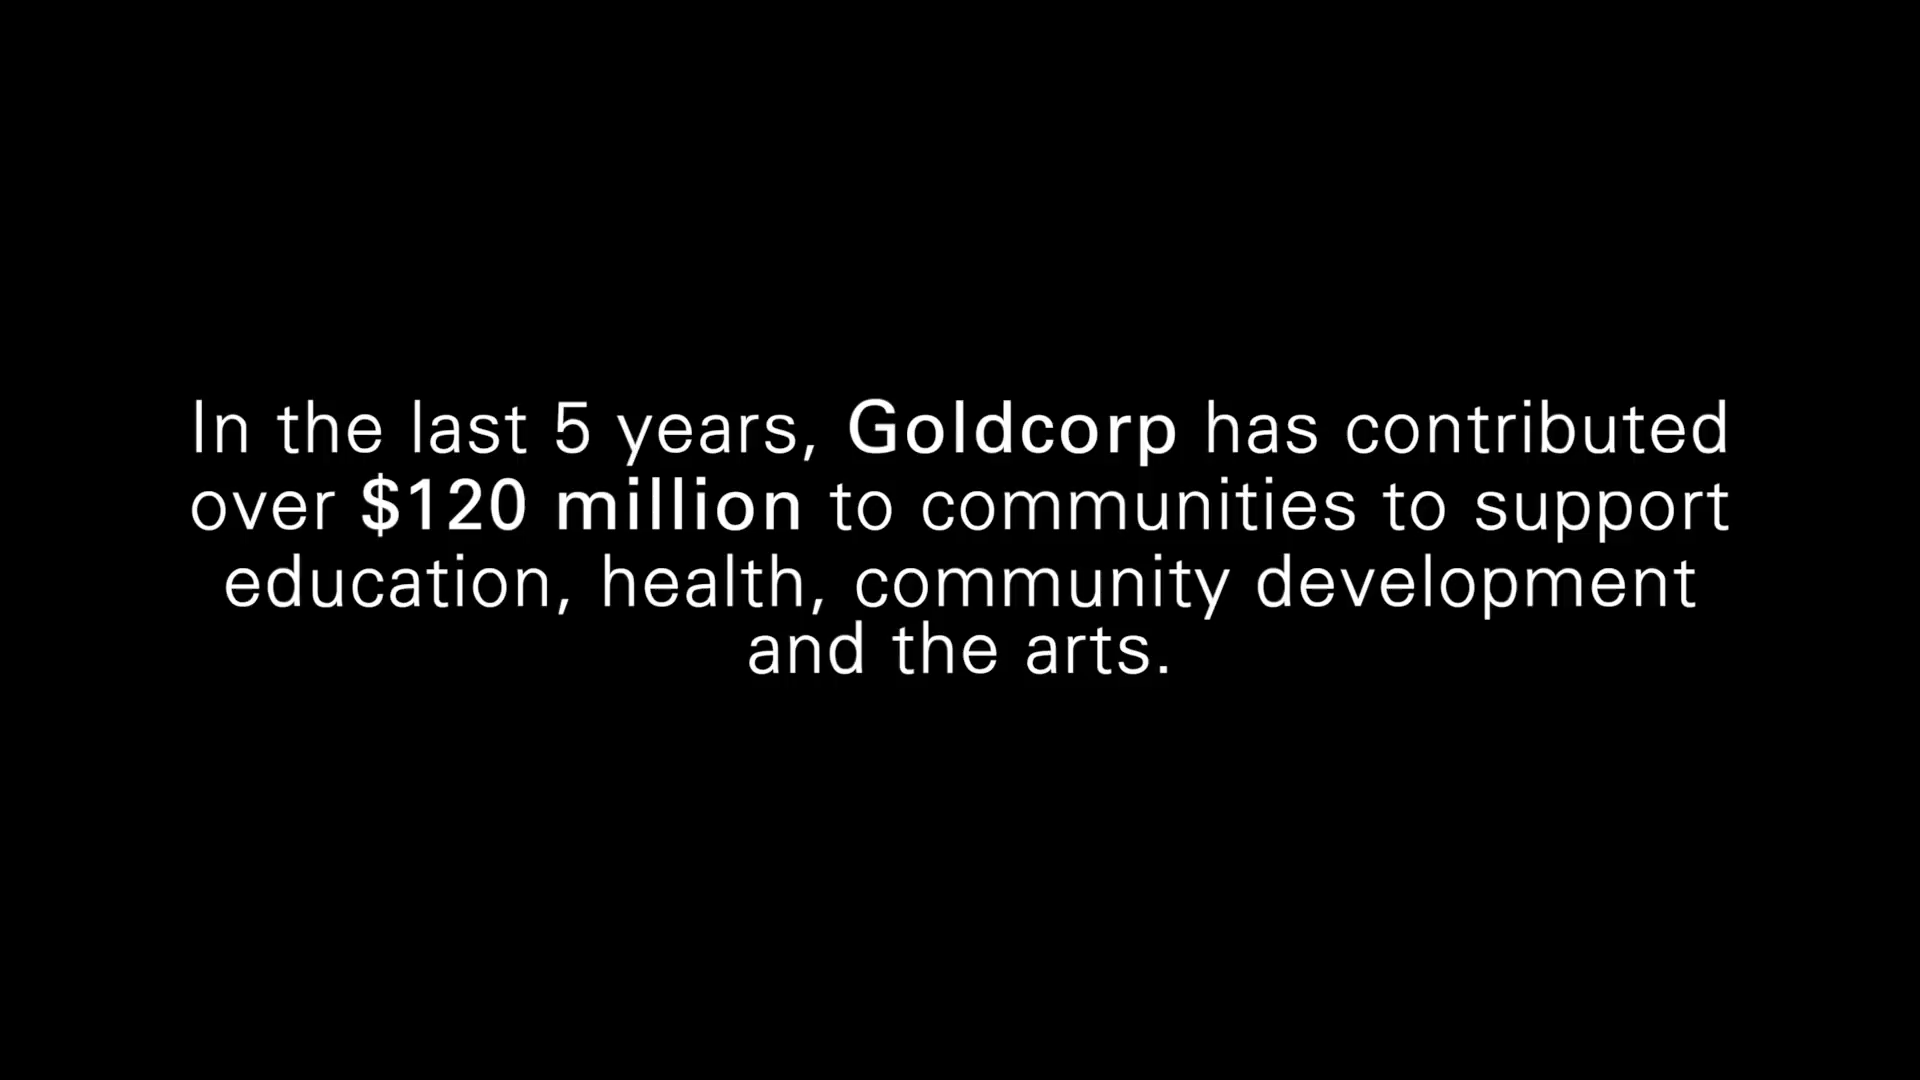 In the last 5 years, Goldcorp has contributed
over $120 million to communities to support
education, health, community development
and the arts.